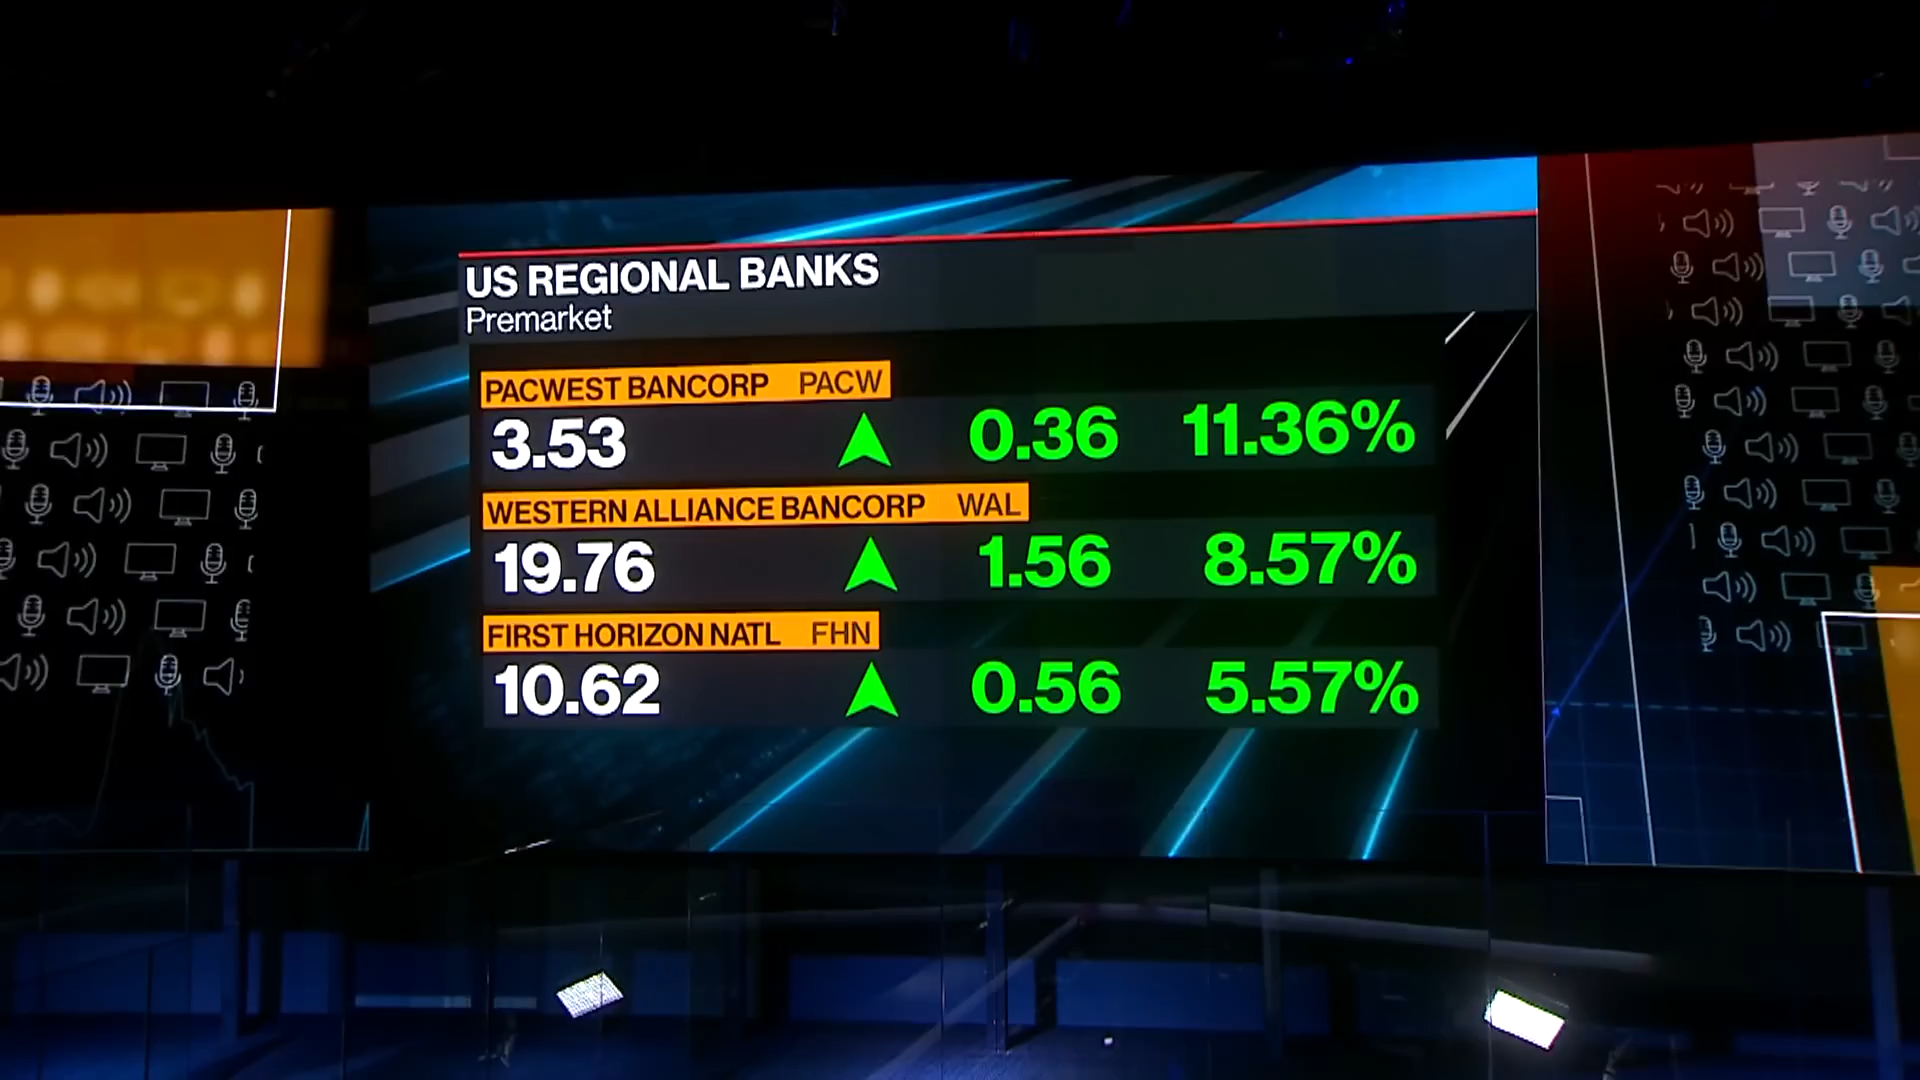 US REGIONAL BANKS
Premarket
PACWEST BANCORP PACW
3.53 0.36 11.36%
WESTERN ALLIANCE BANCORP WAL
19.76 1.56 8.57%
FIRST HORIZON NATL FHN
10.62 0.56 5.57%